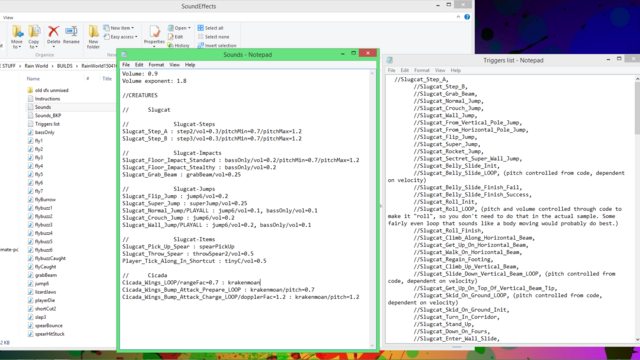 SoundEffects
View
Move to
Copy to
Delete
Rename
New folder
New item
Easy access
Properties
Open
Edit
History
Select all
Select none
Invert selection
STUFF
Rain World
BUILDS
old sfx unmixed
Instructions
Sounds
Sounds_BKP
Triggers list
bassOnly
fly1
fly2
fly3
fly4
fly5
fly6
fly7
flyBurrow
flyBuzz1
flyBuzz2
flyBuzz3
flyBuzz4
flyBuzz5
flyBuzz6
flyBuzz7
flyCaught
grabBeam
jump6
lizardJaws
playerDie
shortCut2
slap3
spearBounce
spearHitStuck
Sounds - Notepad
File Edit Format View Help
Volume: 0.9
Volume exponent: 1.8
//CREATURES
// Slugcat
// Slugcat-Steps
Slugcat_Step_A : step2/vol=0.3/pitchMin=0.7/pitchMax=1.2
Slugcat_Step_B : step3/vol=0.3/pitchMin=0.7/pitchMax=1.2
// Slugcat-Impacts
Slugcat_Floor_Impact_Standard : bassOnly/vol=0.2/pitchMin=0.7/pitchMax=1.2
Slugcat_Floor_Impact_Stealthy : bassOnly/vol=0.2
Slugcat_Grab_Beam : grabBeam/vol=0.25
// Slugcat-Jumps
Slugcat_Flip_Jump : jump6/vol=0.2
Slugcat_Super_Jump : superJump/vol=0.25
Slugcat_Normal_Jump/PLAYALL : jump6/vol=0.1, bassOnly/vol=0.1
Slugcat_Crouch_Jump : jump6/vol=0.2
Slugcat_Wall_Jump/PLAYALL : jump6/vol=0.2, bassOnly/vol=0.1
// Slugcat-Items
Slugcat_Pick_Up_Spear : spearPickUp
Slugcat_Throw_Spear : throwSpear2/vol=0.5
Player_Tick_Along_In_Shortcut : tinyC/vol=0.5
// Cicada
Cicada_Wings_LOOP/rangeFac=0.7 : krakenmoan
Cicada_Wings_Bump_Attack_Prepare_LOOP : krakenmoan/pitch=0.7
Cicada_Wings_Bump_Attack_Charge_LOOP/dopplerFac=1.2 : krakenmoan/pitch=1.2
Triggers list - Notepad
File Edit Format View Help
//Slugcat_Step_A,
//Slugcat_Step_B,
//Slugcat_Grab_Beam,
//Slugcat_Normal_Jump,
//Slugcat_Crouch_Jump,
//Slugcat_Wall_Jump,
//Slugcat_From_Vertical_Pole_Jump,
//Slugcat_From_Horizontal_Pole_Jump,
//Slugcat_Flip_Jump,
//Slugcat_Super_Jump,
//Slugcat_Rocket_Jump,
//Slugcat_Sectret_Super_Wall_Jump,
//Slugcat_Belly_Slide_Init,
//Slugcat_Belly_Slide_LOOP, (pitch controlled from code, dependent
on velocity)
//Slugcat_Belly_Slide_Finish_Fail,
//Slugcat_Belly_Slide_Finish_Success,
//Slugcat_Roll_Init,
//Slugcat_Roll_LOOP, (pitch and volume controlled through code to
make it "roll", so you don't need to do that in the actual sample. Some
fairly even loop that sounds like a body moving would probably do best.)
//Slugcat_Roll_Finish,
//Slugcat_Climb_Along_Horizontal_Beam,
//Slugcat_Get_Up_On_Horizontal_Beam,
//Slugcat_Walk_On_Horizontal_Beam,
//Slugcat_Regain_Footing,
//Slugcat_Climb_Up_Vertical_Beam,
//Slugcat_Slide_Down_Vertical_Beam_LOOP, (pitch controlled from
code, dependent on velocity)
//Slugcat_Get_Up_On_Top_Of_Vertical_Beam_Tip,
//Slugcat_Skid_On_Ground_LOOP, (pitch controlled from code,
dependent on velocity)
//Slugcat_Skid_On_Ground_Init,
//Slugcat_Turn_In_Corridor,
//Slugcat_Stand_Up,
//Slugcat_Down_On_Fours,
//Slugcat_Enter_Wall_Slide,